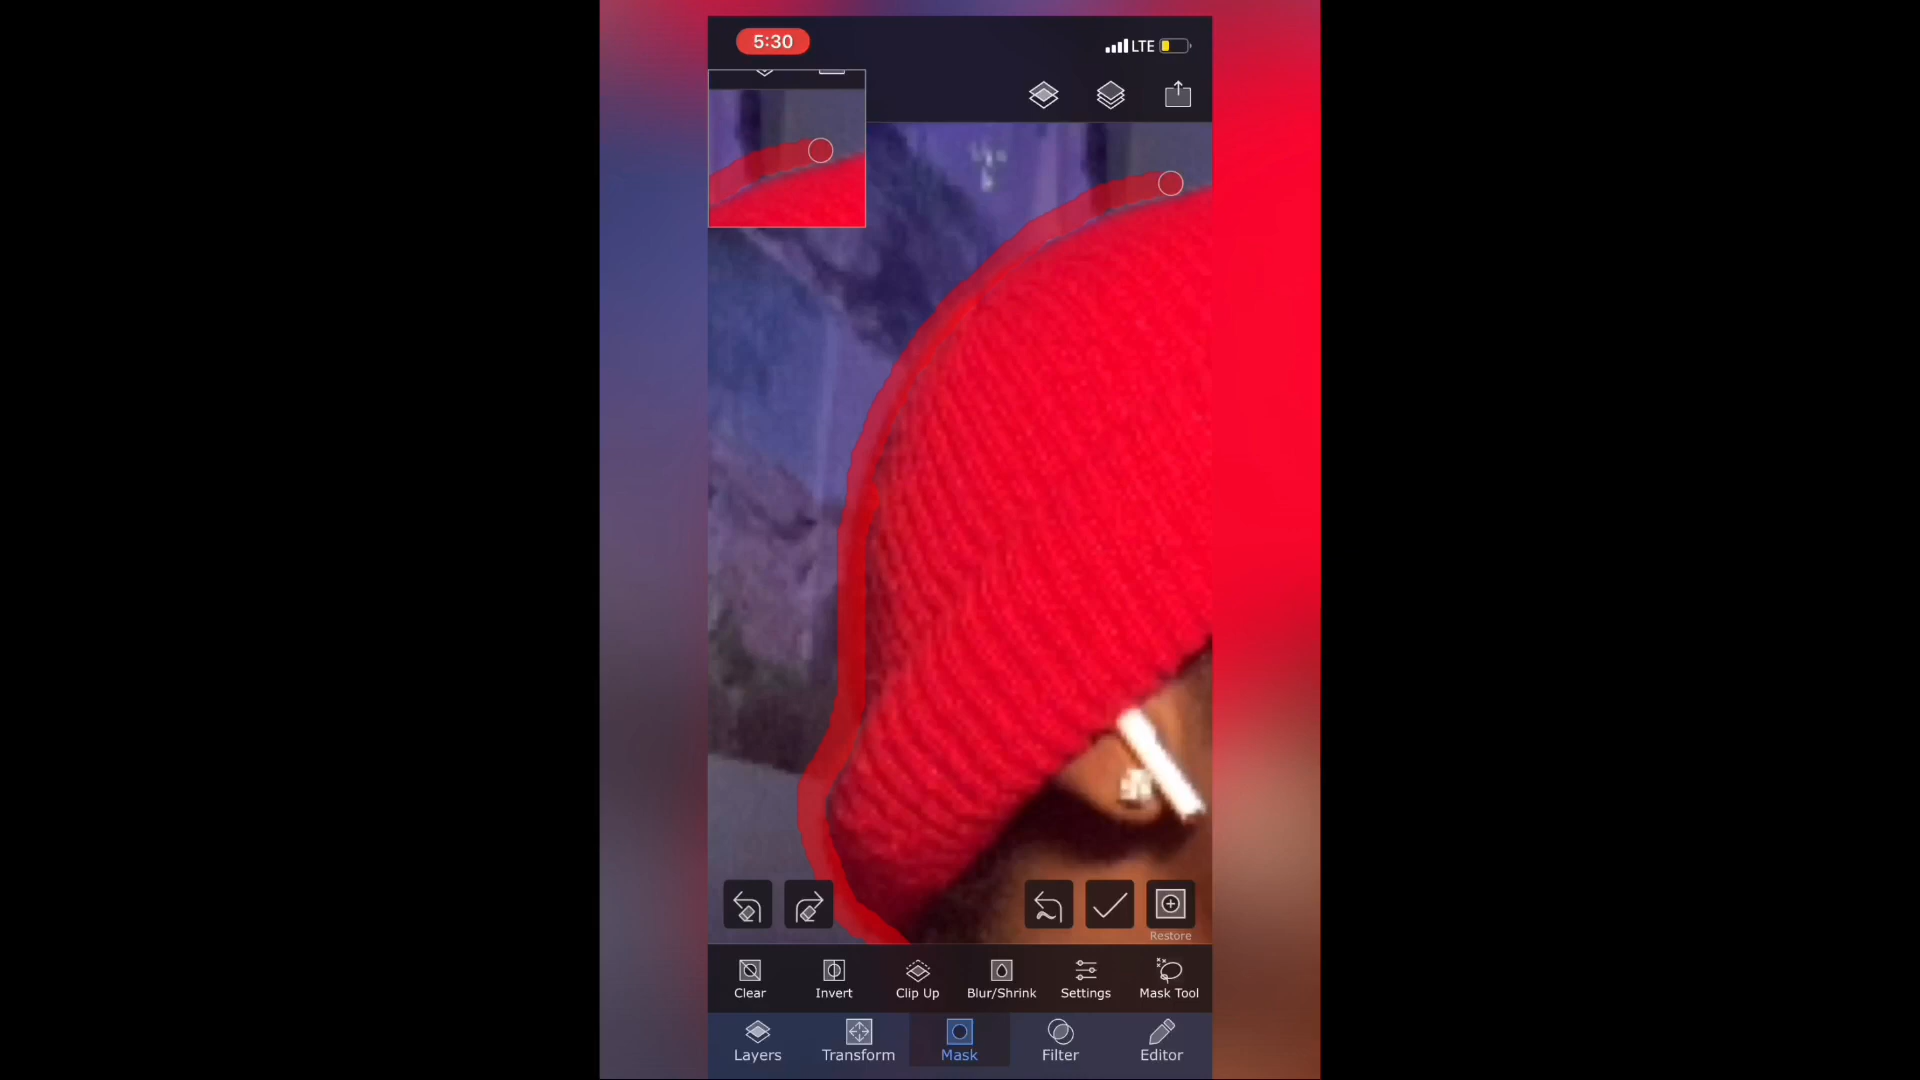 5:30
LTE
Restore
Clear Invert Clip Up Blur/Shrink Settings Mask Tool
Layers Transform Mask Filter Editor